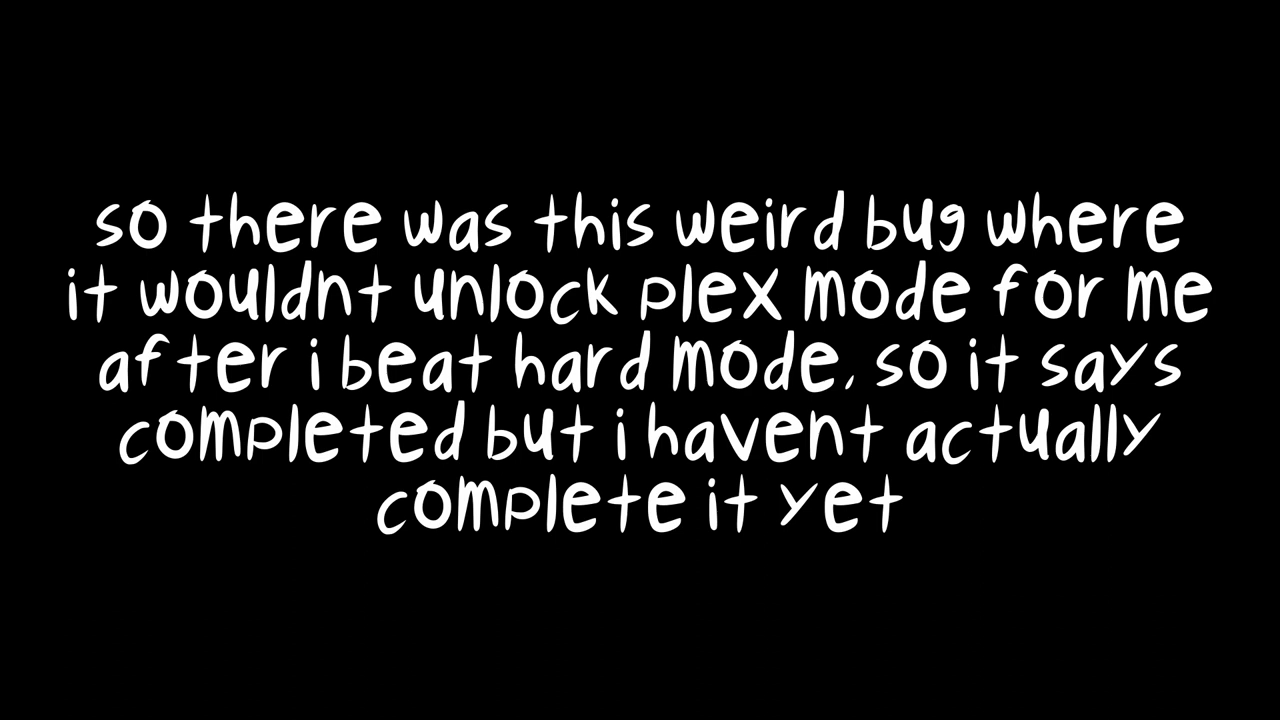 so there was this weird bug where
it wouldnt unlock plex mode for me
after i beat hard mode, so it says
completed but i havent actually
complete it yet